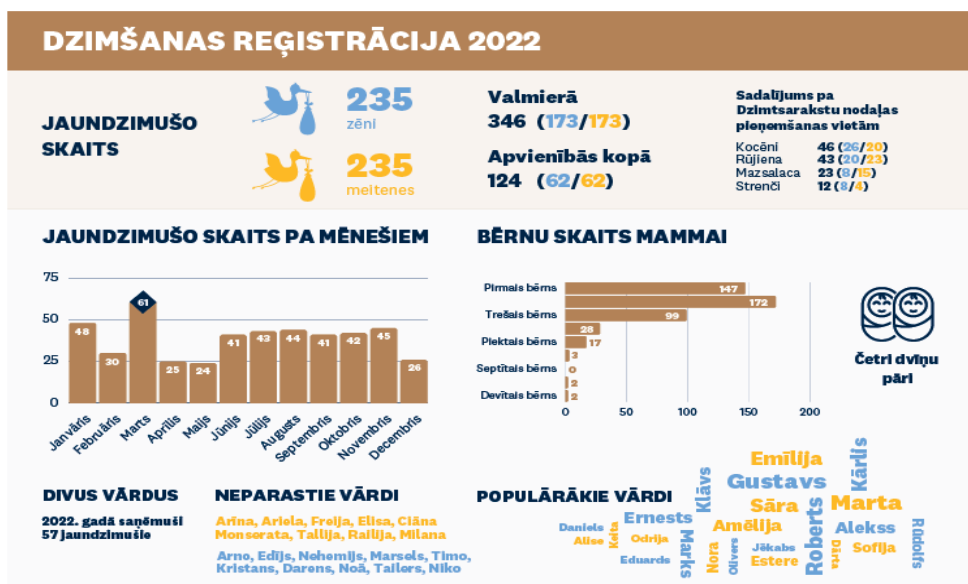 DZIMŠANAS REĢISTRĀCIJA 2022
JAUNDZIMUŠO
SKAITS
235
zēni
235
meitenes
Valmierā
346 (173/173)
Apvienībās kopā
124 (62/62)
Sadalījums pa
Dzimtsarakstu nodaļas
pieņemšanas vietām
Kocēni 46 (26/20)
Rūjiena 43 (20/23)
Mazsalaca 23 (8/15)
Strenči 12 (8/4)
JAUNDZIMUŠO SKAITS PA MĒNEŠIEM
75
50
25
0
48
30
61
25
24
41
43
44
41
42
45
26
Janvāris
Februāris
Marts
Aprīlis
Maijs
Jūnijs
Jūlijs
Augusts
Septembris
Oktobris
Novembris
Decembris
BĒRNU SKAITS MAMMAI
Pirmais bērns 147
172
Trešais bērns 99
28
Piektais bērns 17
3
Septītais bērns 0
2
Devītais bērns 2
0 50 100 150 200
Četri dvīņu
pāri
DIVUS VĀRDUS
2022. gadā saņēmuši
57 jaundzimušie
NEPARASTIE VĀRDI
Arina, Ariela, Freija, Elisa, Ciāna
Monserata, Tallija, Railija, Milana
Arno, Edijs, Nehemijs, Marsels, Timo,
Kristans, Darens, Noā, Tailers, Niko
POPULĀRĀKIE VĀRDI
Emīlija
Kārlis
Gustavs
Klāvs
Sāra
Marta
Ernests
Amēlija
Roberts
Alekss
Rūdolfs
Daniels
Alise
Keita
Odrija
Marks
Nora
Olivers
Jēkabs
Estere
Dārta
Sofija
Eduards